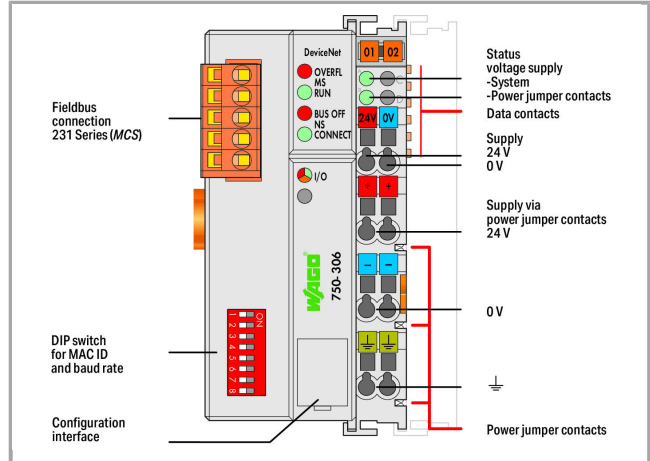 DeviceNet
OVERFL
MS
RUN
BUS OFF
NS
CONNECT
I/O
WAGO
750-306
ON
1 2 3 4 5 6 7 8
01 02
C
D
24V 0V
+ +
— —
Fieldbus
connection
231 Series (MCS)
DIP switch
for MAC ID
and baud rate
Configuration
interface
Status
voltage supply
-System
-Power jumper contacts
Data contacts
Supply
24 V
0 V
Supply via
power jumper contacts
24 V
0 V
Power jumper contacts